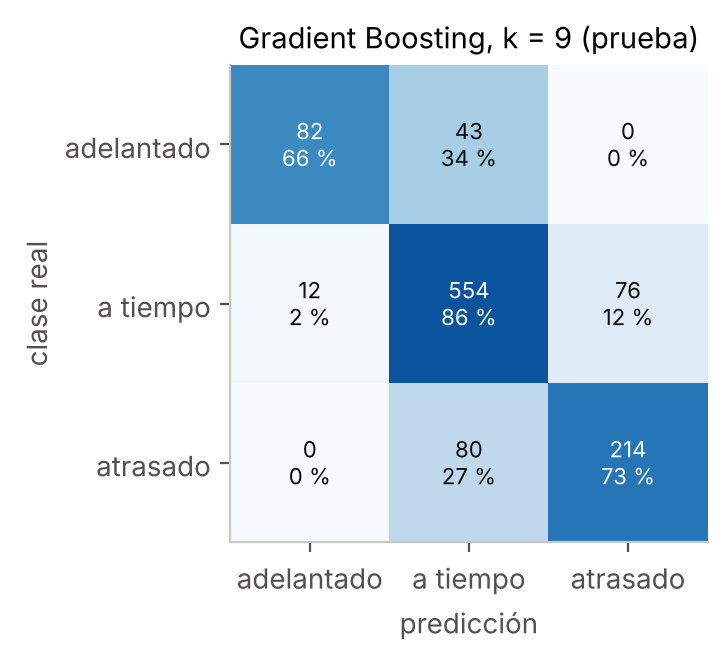 Gradient Boosting, k = 9 (prueba)
clase real
adelantado
82
66 %
43
34 %
0
0 %
a tiempo
12
2 %
554
86 %
76
12 %
atrasado
0
0 %
80
27 %
214
73 %
adelantado
a tiempo
atrasado
predicción